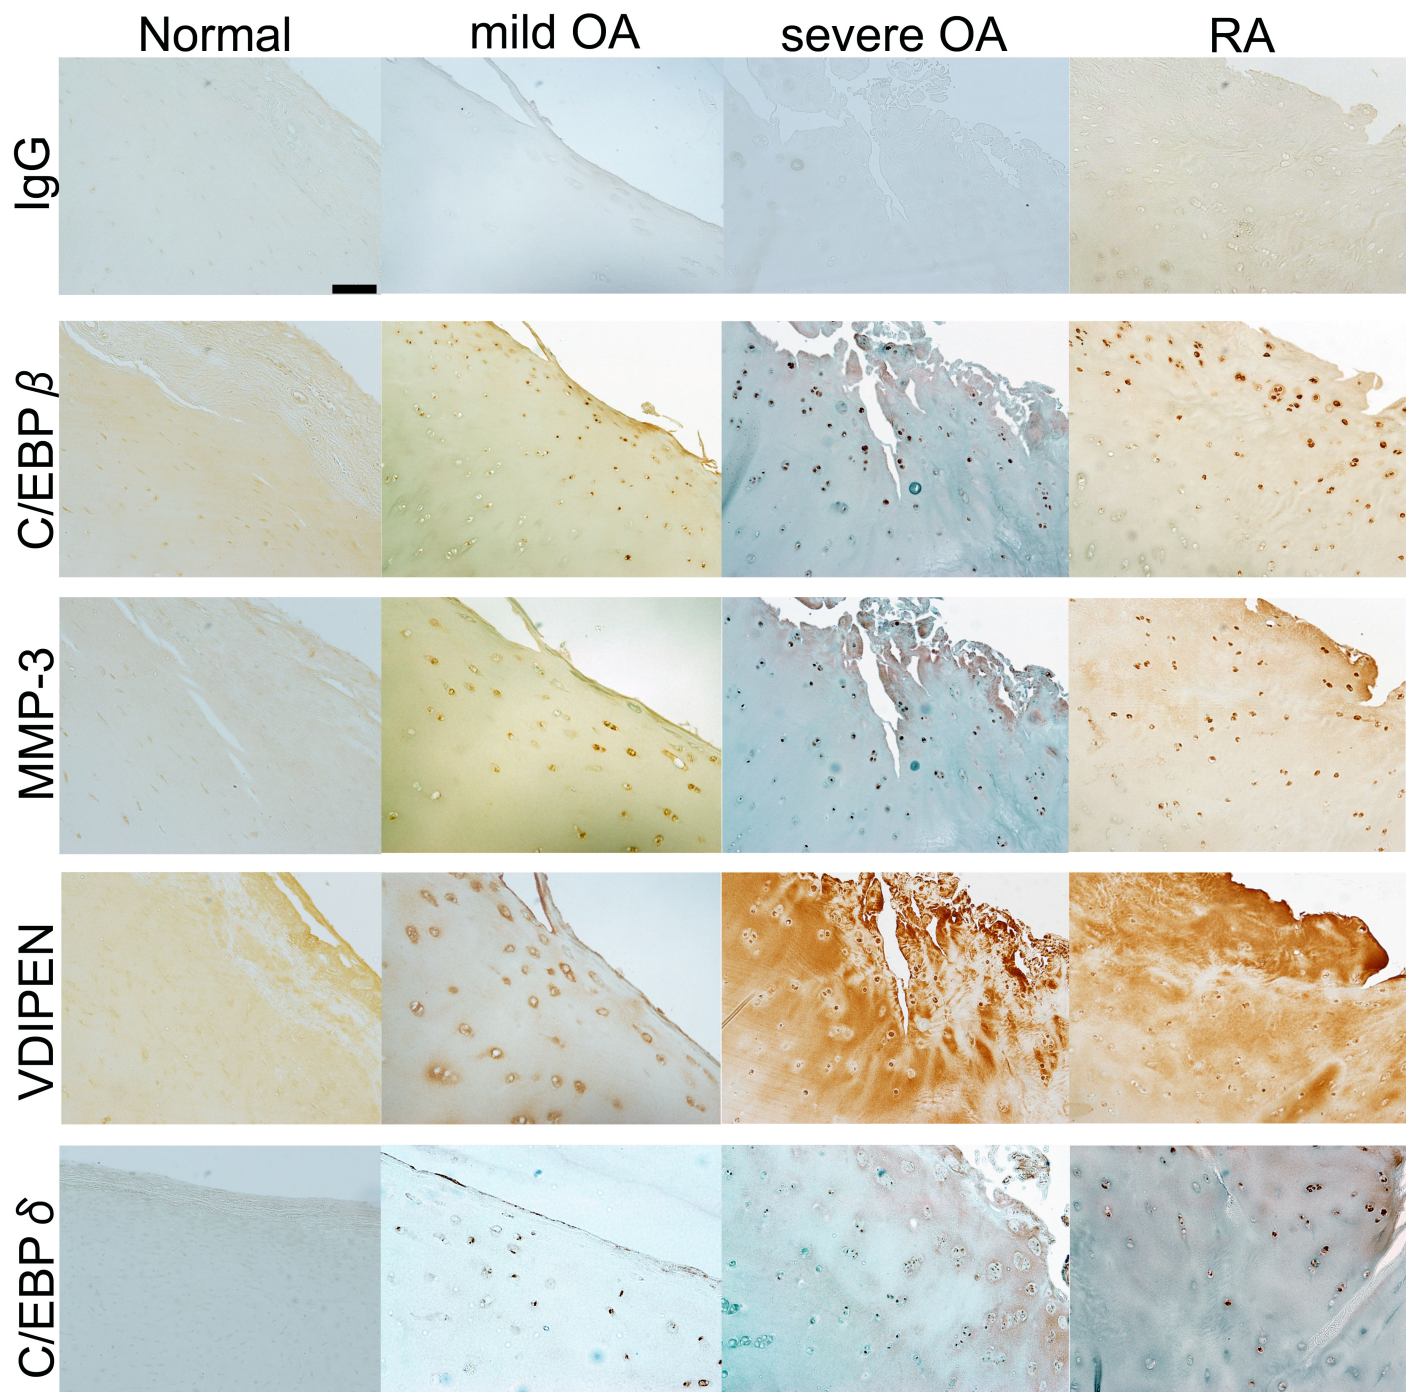 Normal mild OA severe OA RA
IgG
C/EBP β
MMP-3
VDIPEN
C/EBP δ